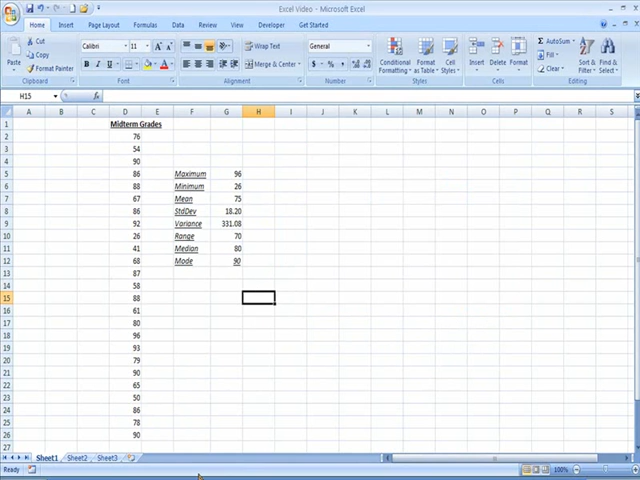 Excel Video - Microsoft Excel
Home Insert Page Layout Formulas Data Review View Developer Get Started
Cut Calibri 11 Wrap Text General AutoSum
Copy Fill
Paste Format Painter B I U Merge & Center $ % , Conditional Formatting Format as Table Cell Styles Insert Delete Format Clear Sort & Filter Find & Select
Clipboard Font Alignment Number Styles Cells Editing
H15 fx
A B C D E F G H I J K L M N O P Q R S
1 Midterm Grades
2 76
3 54
4 90
5 86 Maximum 96
6 88 Minimum 26
7 67 Mean 75
8 86 StdDev 18.20
9 92 Variance 331.08
10 26 Range 70
11 41 Median 80
12 68 Mode 90
13 87
14 58
15 88
16 61
17 80
18 96
19 93
20 79
21 90
22 65
23 50
24 86
25 78
26 90
27
Sheet1 Sheet2 Sheet3
Ready 100%